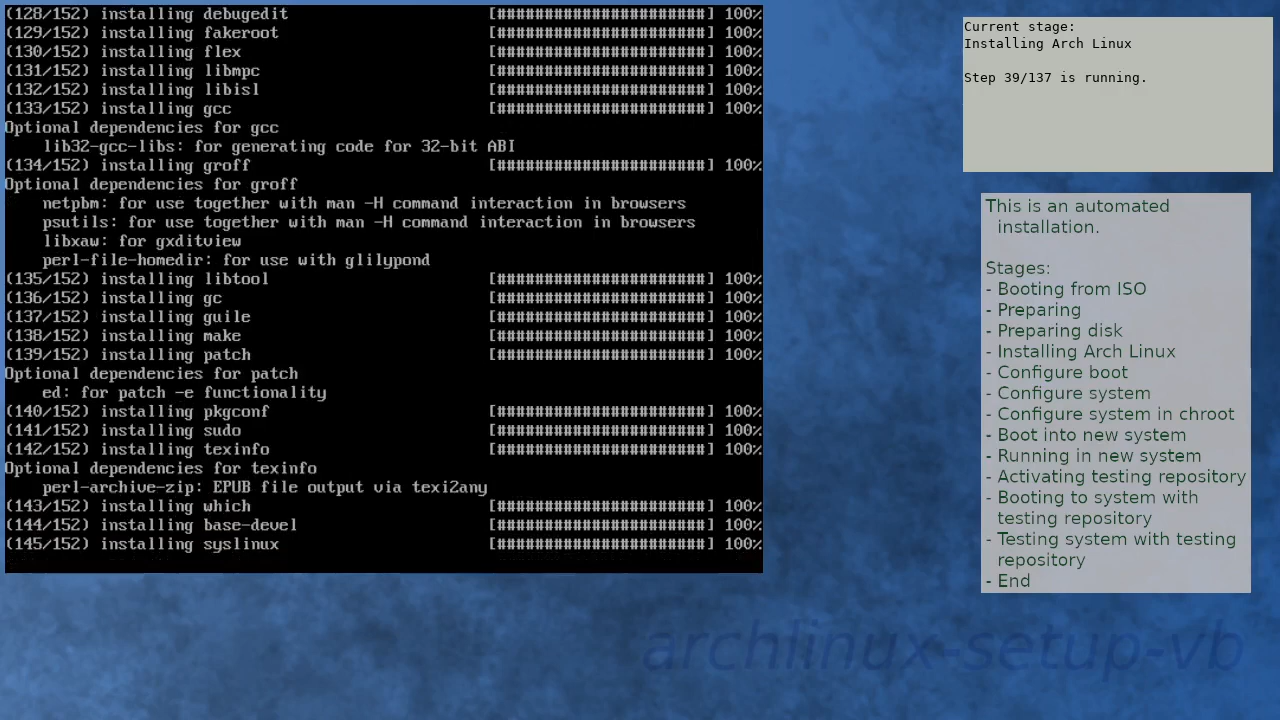 (128/152) installing debugedit [######################] 100%
(129/152) installing fakeroot [######################] 100%
(130/152) installing flex [######################] 100%
(131/152) installing libmpc [######################] 100%
(132/152) installing libisl [######################] 100%
(133/152) installing gcc [######################] 100%
Optional dependencies for gcc
lib32-gcc-libs: for generating code for 32-bit ABI
(134/152) installing groff [######################] 100%
Optional dependencies for groff
netpbm: for use together with man -H command interaction in browsers
psutils: for use together with man -H command interaction in browsers
libxaw: for gxditview
perl-file-homedir: for use with glilypond
(135/152) installing libtool [######################] 100%
(136/152) installing gc [######################] 100%
(137/152) installing guile [######################] 100%
(138/152) installing make [######################] 100%
(139/152) installing patch [######################] 100%
Optional dependencies for patch
ed: for patch -e functionality
(140/152) installing pkgconf [######################] 100%
(141/152) installing sudo [######################] 100%
(142/152) installing texinfo [######################] 100%
Optional dependencies for texinfo
perl-archive-zip: EPUB file output via texi2any
(143/152) installing which [######################] 100%
(144/152) installing base-devel [######################] 100%
(145/152) installing syslinux [######################] 100%
Current stage:
Installing Arch Linux
Step 39/137 is running.
This is an automated
installation.
Stages:
- Booting from ISO
- Preparing
- Preparing disk
- Installing Arch Linux
- Configure boot
- Configure system
- Configure system in chroot
- Boot into new system
- Running in new system
- Activating testing repository
- Booting to system with
testing repository
- Testing system with testing
repository
- End
archlinux-setup-vb